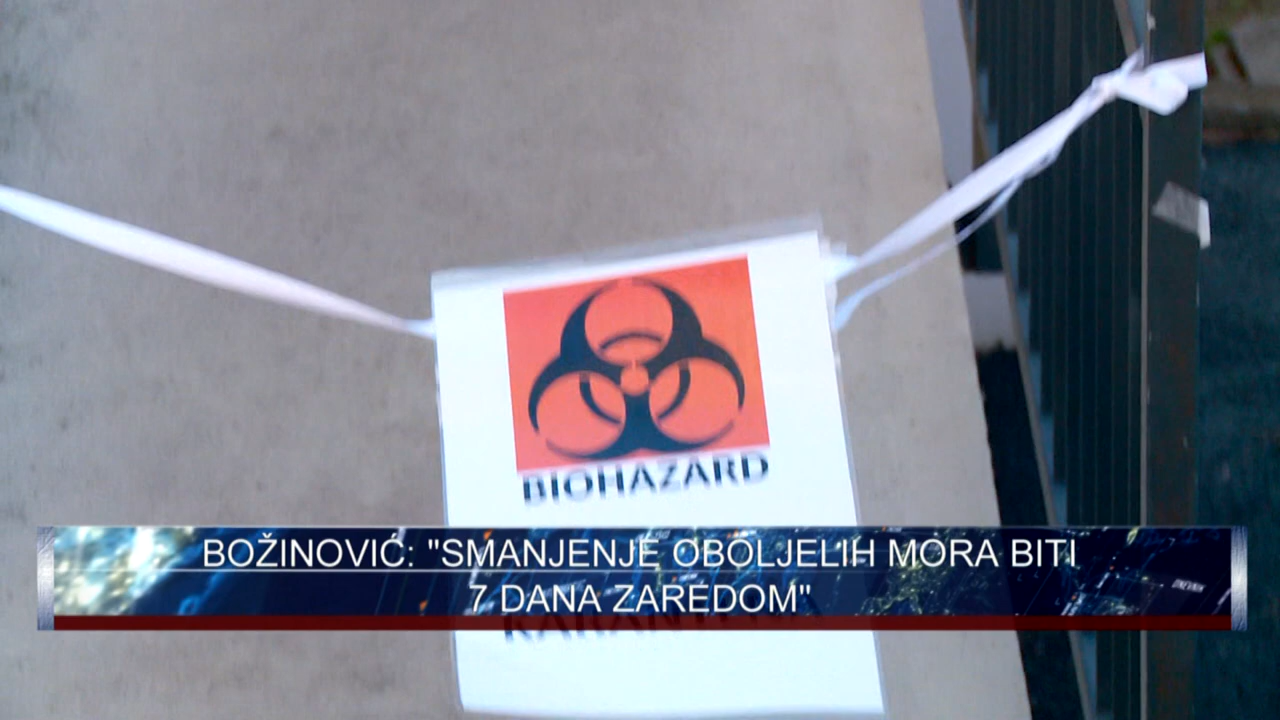 BIOHAZARD
BOŽINOVIĆ: "SMANJENJE OBOLJELIH MORA BITI
7 DANA ZAREDOM"